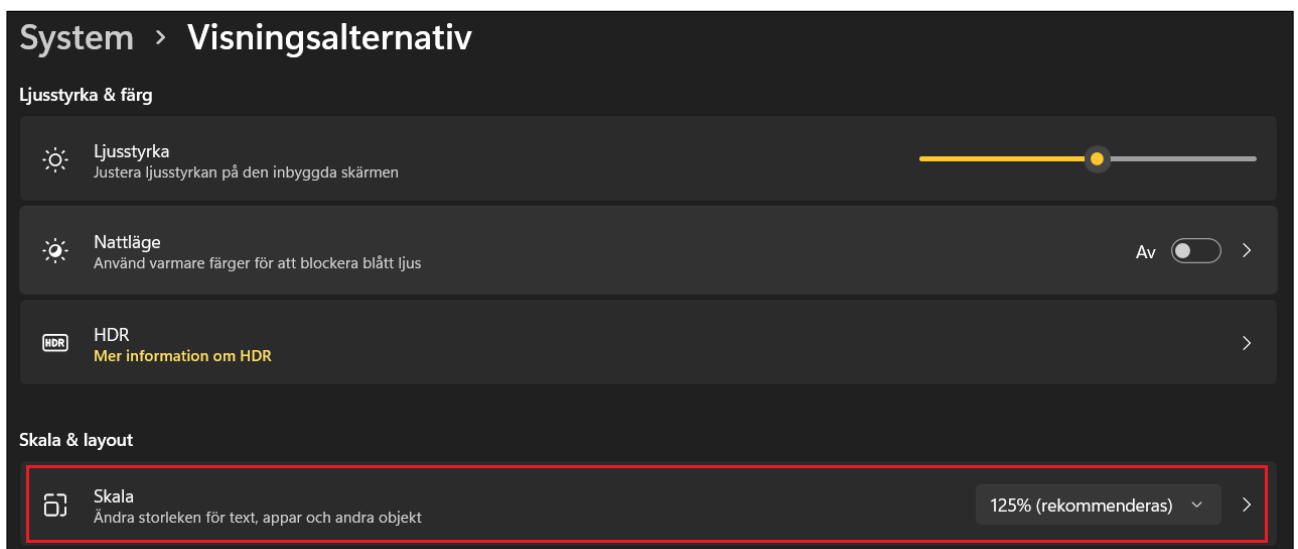 System > Visningsalternativ
Ljusstyrka & färg
Ljusstyrka
Justera ljusstyrkan på den inbyggda skärmen
Nattläge
Använd varmare färger för att blockera blått ljus
Av
HDR
HDR
Mer information om HDR
Skala & layout
Skala
Ändra storleken för text, appar och andra objekt
125% (rekommenderas)